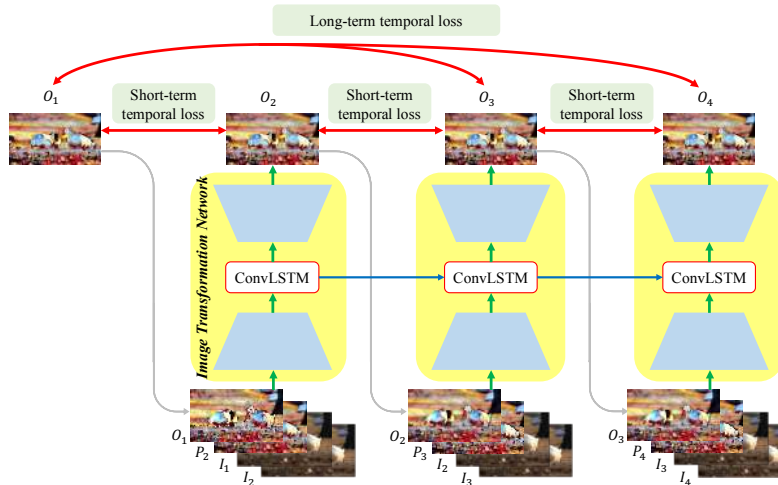 Long-term temporal loss
O₁
Short-term
temporal loss
O₂
Short-term
temporal loss
O₃
Short-term
temporal loss
O₄
Image Transformation Network
ConvLSTM
ConvLSTM
ConvLSTM
O₁
P₂
I₁
I₂
O₂
P₃
I₂
I₃
O₃
P₄
I₃
I₄